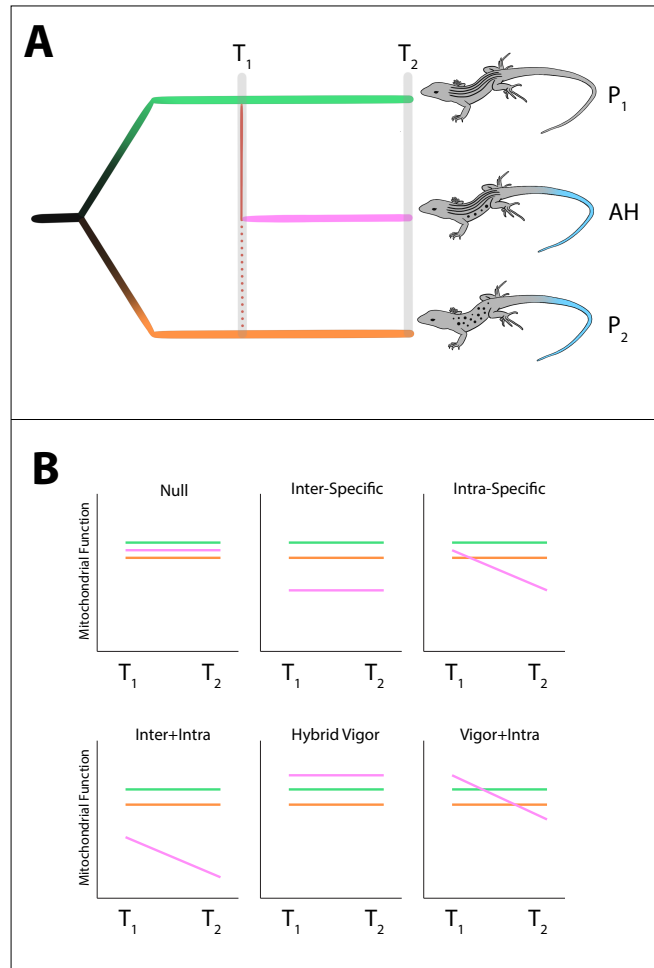 A
T₁ T₂
P₁
AH
P₂
B
Null Inter-Specific Intra-Specific
Mitochondrial Function
T₁ T₂ T₁ T₂ T₁ T₂
Inter+Intra Hybrid Vigor Vigor+Intra
Mitochondrial Function
T₁ T₂ T₁ T₂ T₁ T₂